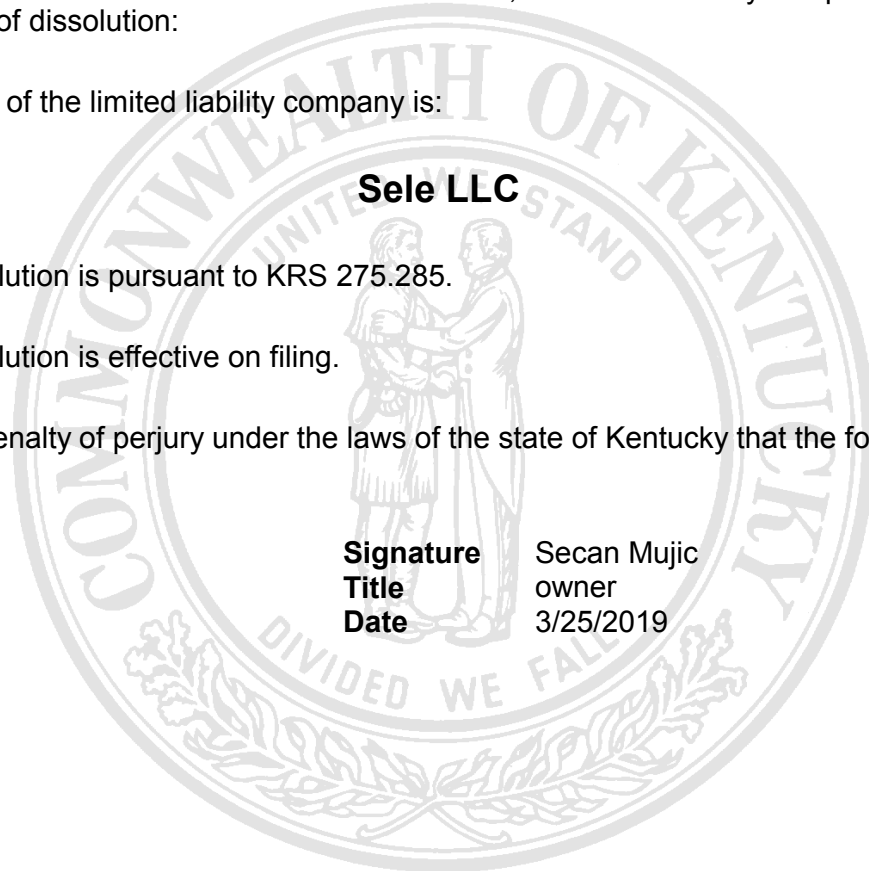 of dissolution:
of the limited liability company is:
Sele LLC
lution is pursuant to KRS 275.285.
lution is effective on filing.
enalty of perjury under the laws of the state of Kentucky that the fo
Signature Secan Mujic
Title owner
Date 3/25/2019
COMMONWEALTH OF KENTUCKY
UNITED WE STAND
DIVIDED WE FALL